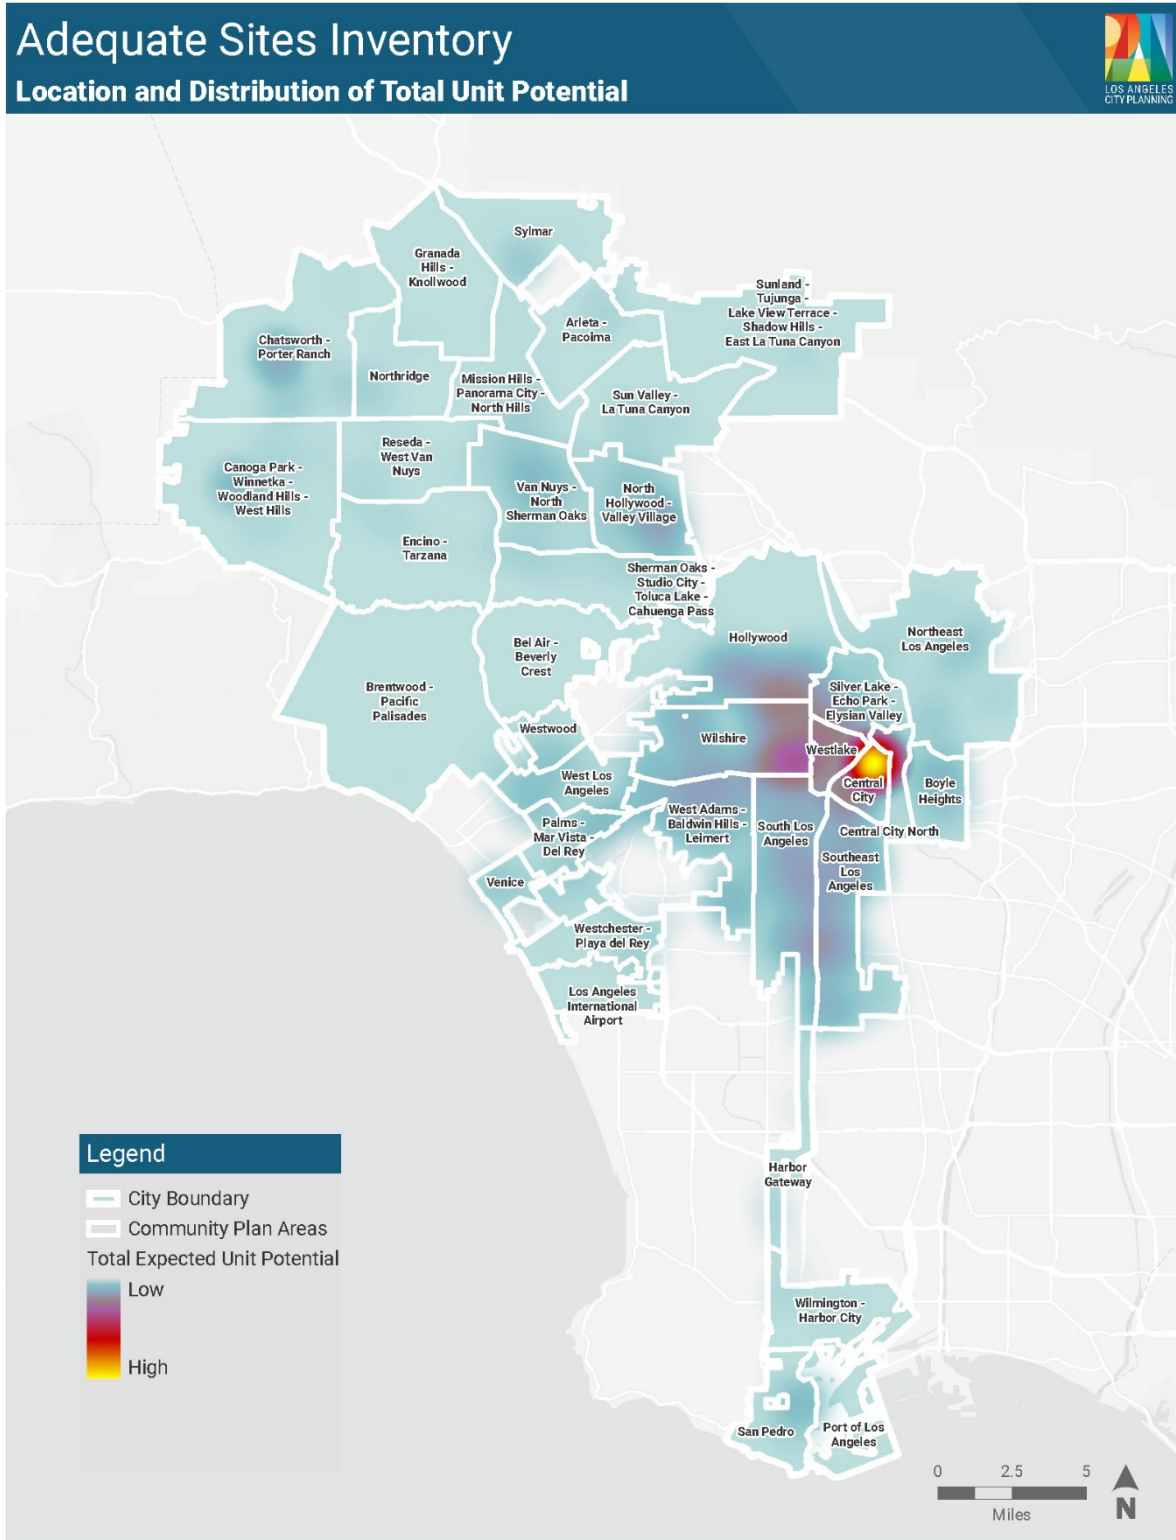 Adequate Sites Inventory
Location and Distribution of Total Unit Potential
LOS ANGELES
CITY PLANNING
Sylmar
Granada
Hills -
Knollwood
Sunland -
Tujunga -
Lake View Terrace -
Shadow Hills -
East La Tuna Canyon
Arleta -
Pacoima
Chatsworth -
Porter Ranch
Northridge
Mission Hills -
Panorama City -
North Hills
Sun Valley -
La Tuna Canyon
Reseda -
West Van
Nuys
Canoga Park -
Winnetka -
Woodland Hills -
West Hills
Van Nuys -
North
Sherman Oaks
North
Hollywood -
Valley Village
Encino -
Tarzana
Sherman Oaks -
Studio City -
Toluca Lake -
Cahuenga Pass
Hollywood
Northeast
Los Angeles
Bel Air -
Beverly
Crest
Brentwood -
Pacific
Palisades
Silver Lake -
Echo Park -
Elysian Valley
Westwood
Wilshire
Westlake
West Los
Angeles
Central
City
Boyle
Heights
West Adams -
Baldwin Hills -
Leimert
South Los
Angeles
Central City North
Palms -
Mar Vista -
Del Rey
Southeast
Los
Angeles
Venice
Westchester -
Playa del Rey
Los Angeles
International
Airport
Harbor
Gateway
Wilmington -
Harbor City
San Pedro
Port of Los
Angeles
Legend
City Boundary
Community Plan Areas
Total Expected Unit Potential
Low
High
0 2.5 5
Miles
N